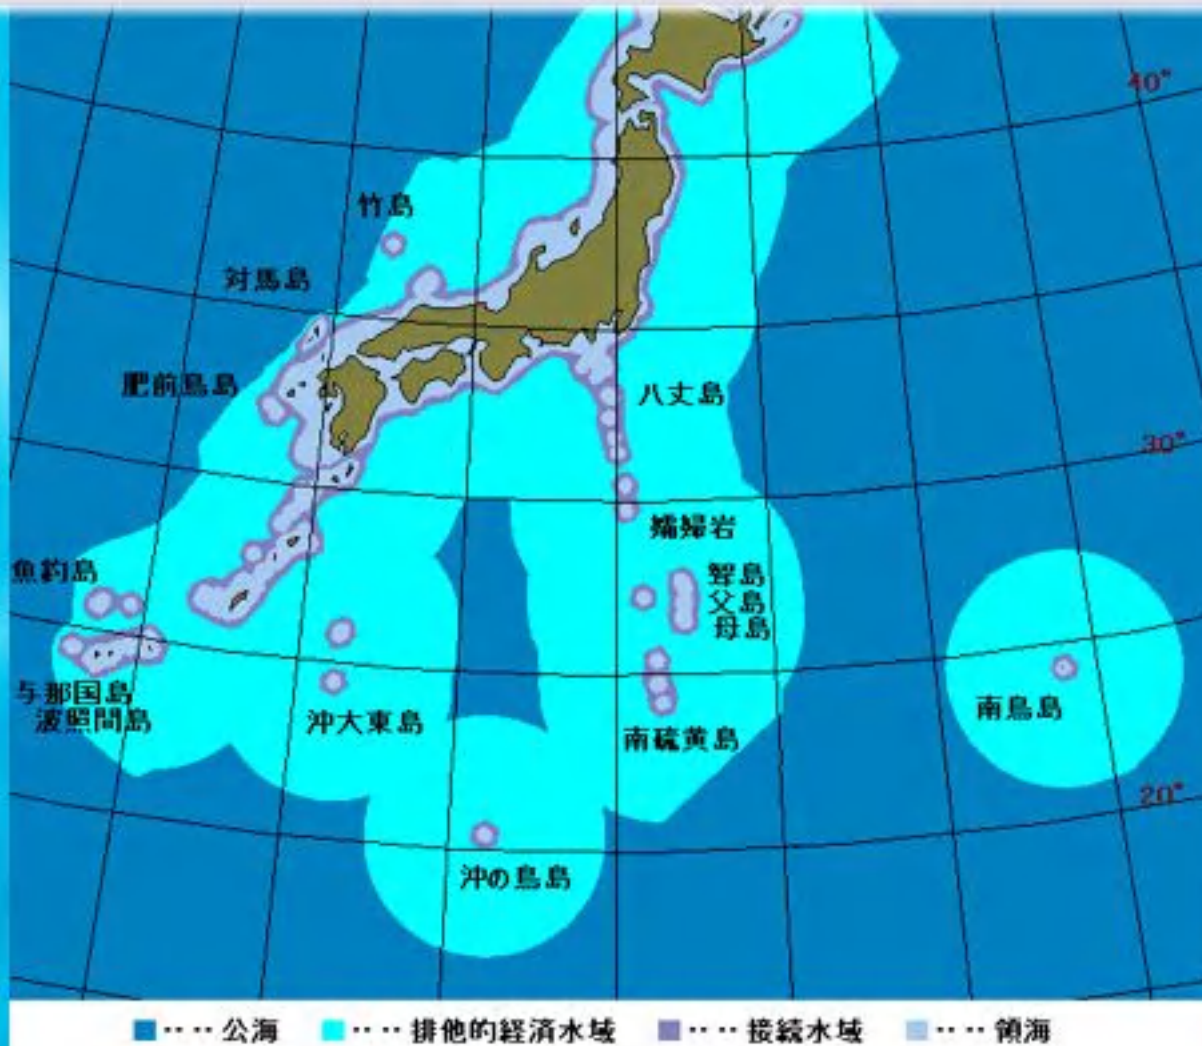 40°
竹島
対馬島
肥前鳥島
八丈島
30°
孀婦岩
魚釣島
聟島
父島
母島
与那国島
波照間島
沖大東島
南硫黄島
南鳥島
20°
沖の鳥島
■‥‥公海 ■‥‥排他的経済水域 ■‥‥接続水域 ■‥‥領海